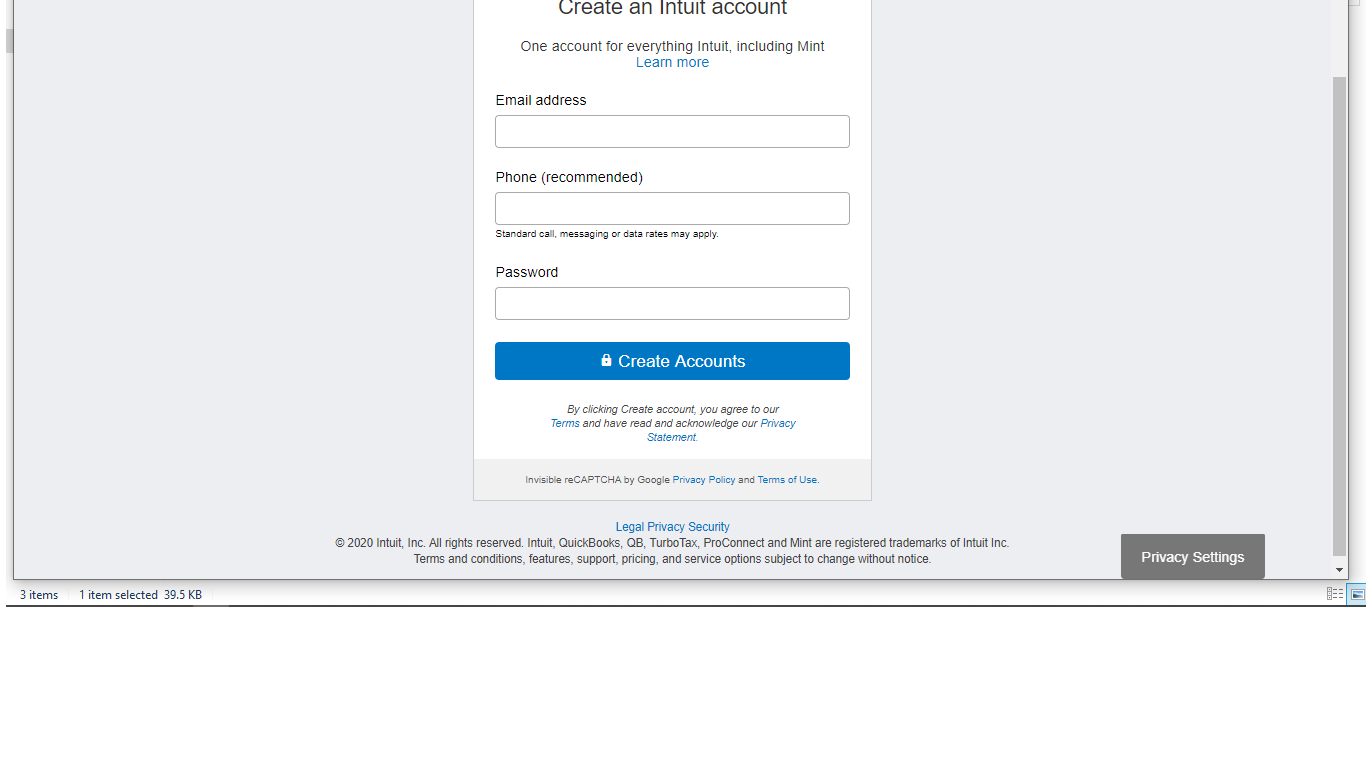 Create an Intuit account
One account for everything Intuit, including Mint
Learn more
Email address
Phone (recommended)
Standard call, messaging or data rates may apply.
Password
Create Accounts
By clicking Create account, you agree to our
Terms and have read and acknowledge our Privacy
Statement.
Invisible reCAPTCHA by Google Privacy Policy and Terms of Use.
Legal Privacy Security
© 2020 Intuit, Inc. All rights reserved. Intuit, QuickBooks, QB, TurboTax, ProConnect and Mint are registered trademarks of Intuit Inc.
Terms and conditions, features, support, pricing, and service options subject to change without notice.
Privacy Settings
3 items 1 item selected 39.5 KB